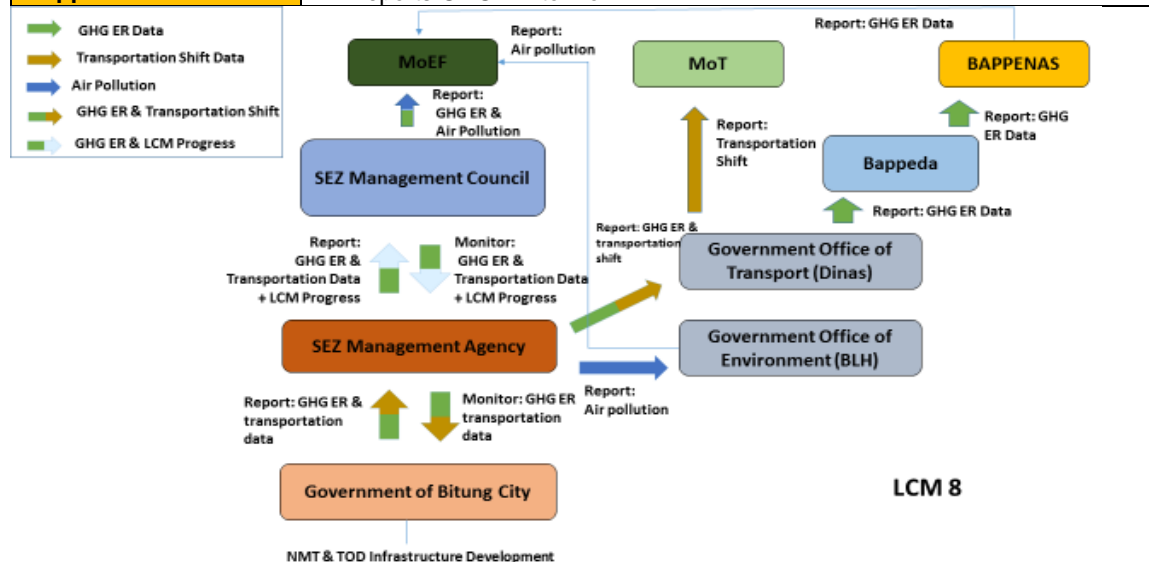 GHG ER Data
Transportation Shift Data
Air Pollution
GHG ER & Transportation Shift
GHG ER & LCM Progress
MoEF
Report:
Air pollution
MoT
Report: GHG ER Data
BAPPENAS
Report:
GHG ER &
Air Pollution
Report:
Transportation
Shift
Report: GHG
ER Data
SEZ Management Council
Bappeda
Report: GHG ER Data
Report:
GHG ER &
Transportation Data
+ LCM Progress
Monitor:
GHG ER &
Transportation Data
+ LCM Progress
Report: GHG ER &
transportation
shift
Government Office of
Transport (Dinas)
SEZ Management Agency
Government Office of
Environment (BLH)
Report:
Air pollution
Report: GHG ER &
transportation
data
Monitor: GHG ER
transportation
data
Government of Bitung City
LCM 8
NMT & TOD Infrastructure Development